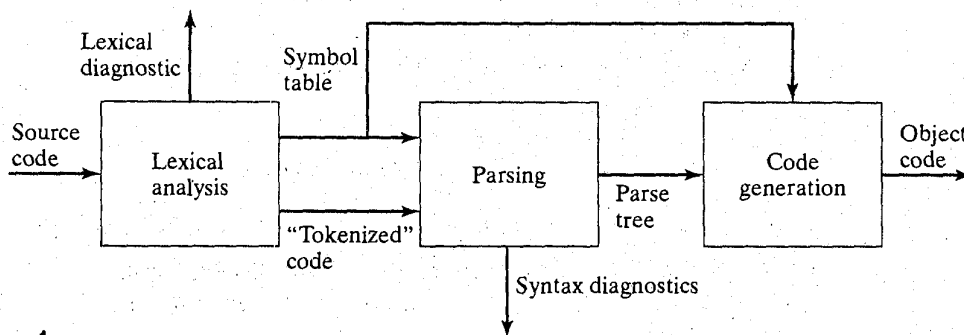 Lexical
diagnostic
Symbol
table
Source
code
Lexical
analysis
Parsing
Code
generation
Object
code
"Tokenized"
code
Parse
tree
Syntax diagnostics